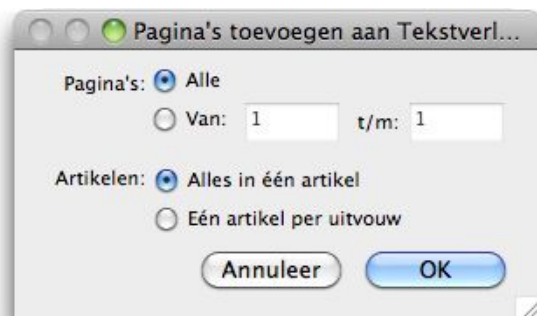 Pagina's toevoegen aan Tekstverl...
Pagina's: Alle
Van: 1 t/m: 1
Artikelen: Alles in één artikel
Eén artikel per uitvouw
Annuleer OK